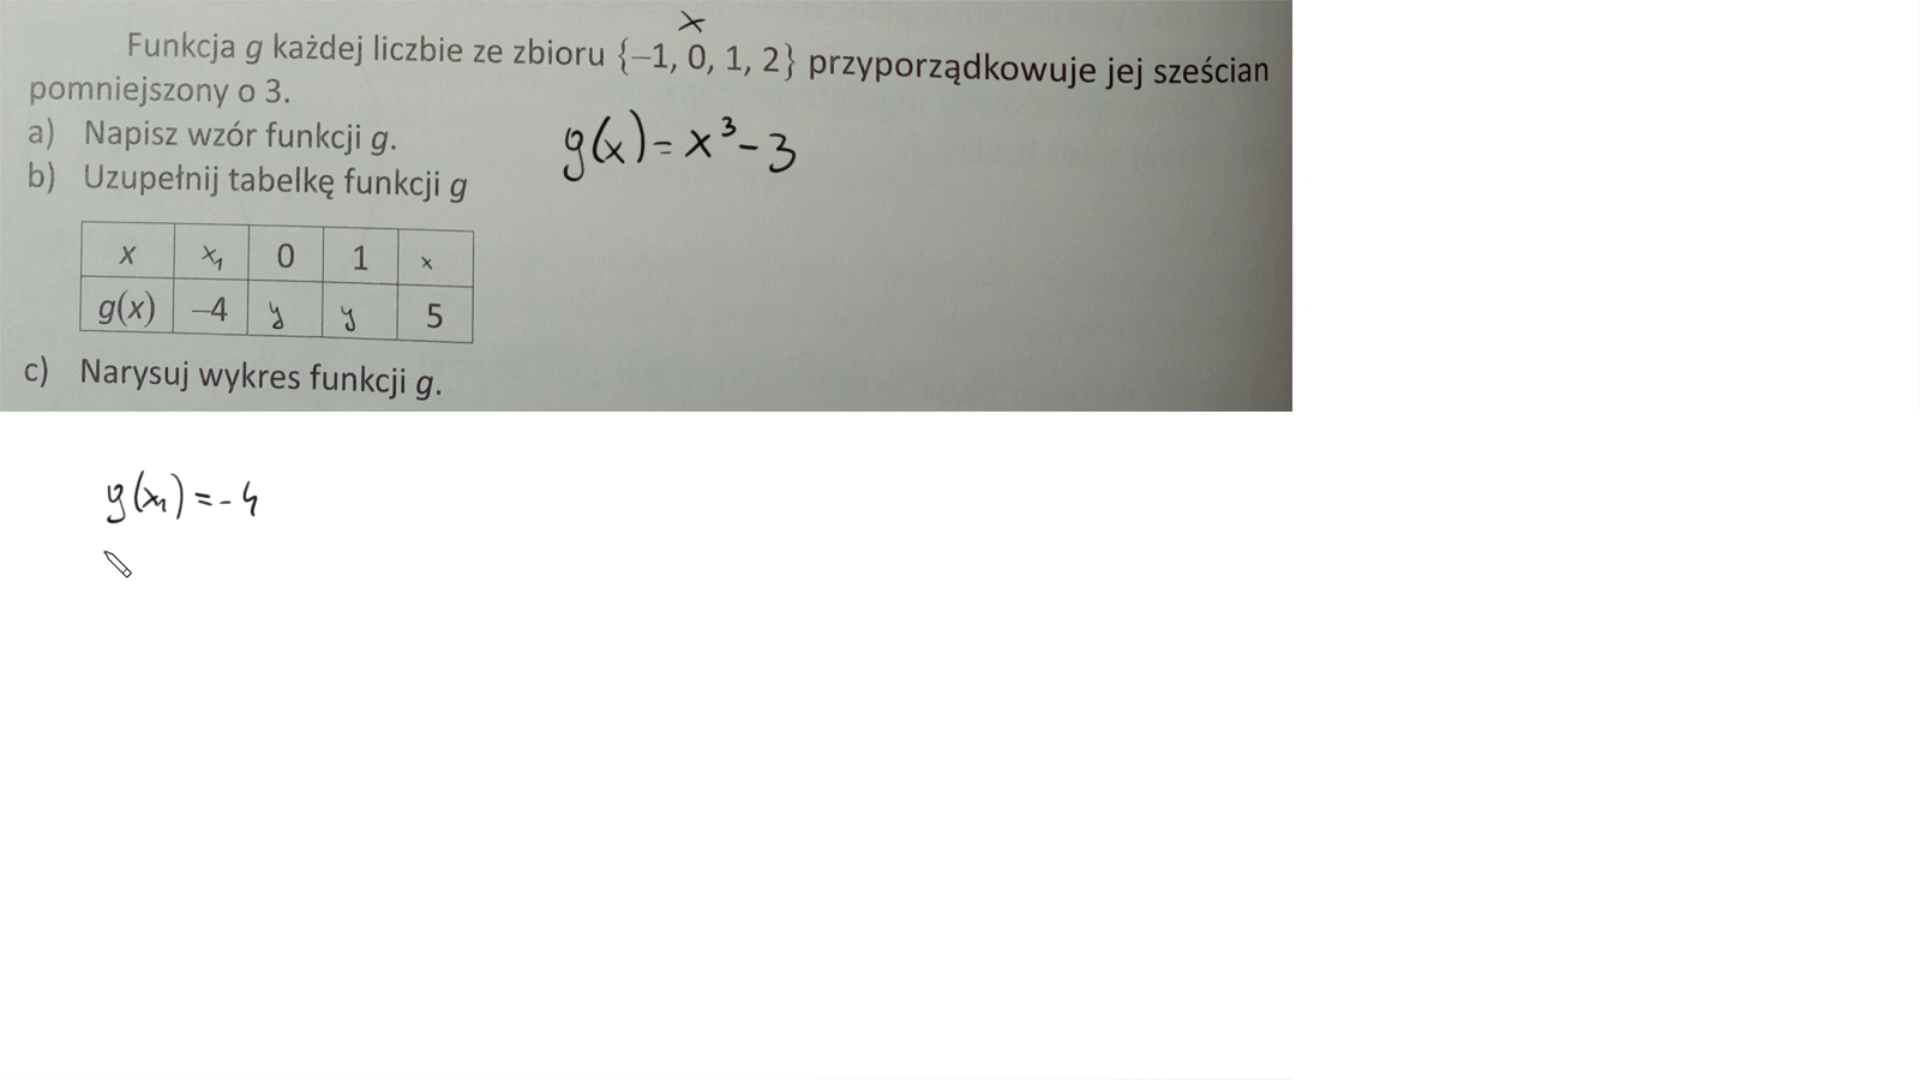 x
Funkcja g każdej liczbie ze zbioru {–1, 0, 1, 2} przyporządkowuje jej sześcian
pomniejszony o 3.
a) Napisz wzór funkcji g.
g(x) = x³ - 3
b) Uzupełnij tabelkę funkcji g
x x₁ 0 1 x
g(x) –4 y y 5
c) Narysuj wykres funkcji g.
g(x₁) = - 4